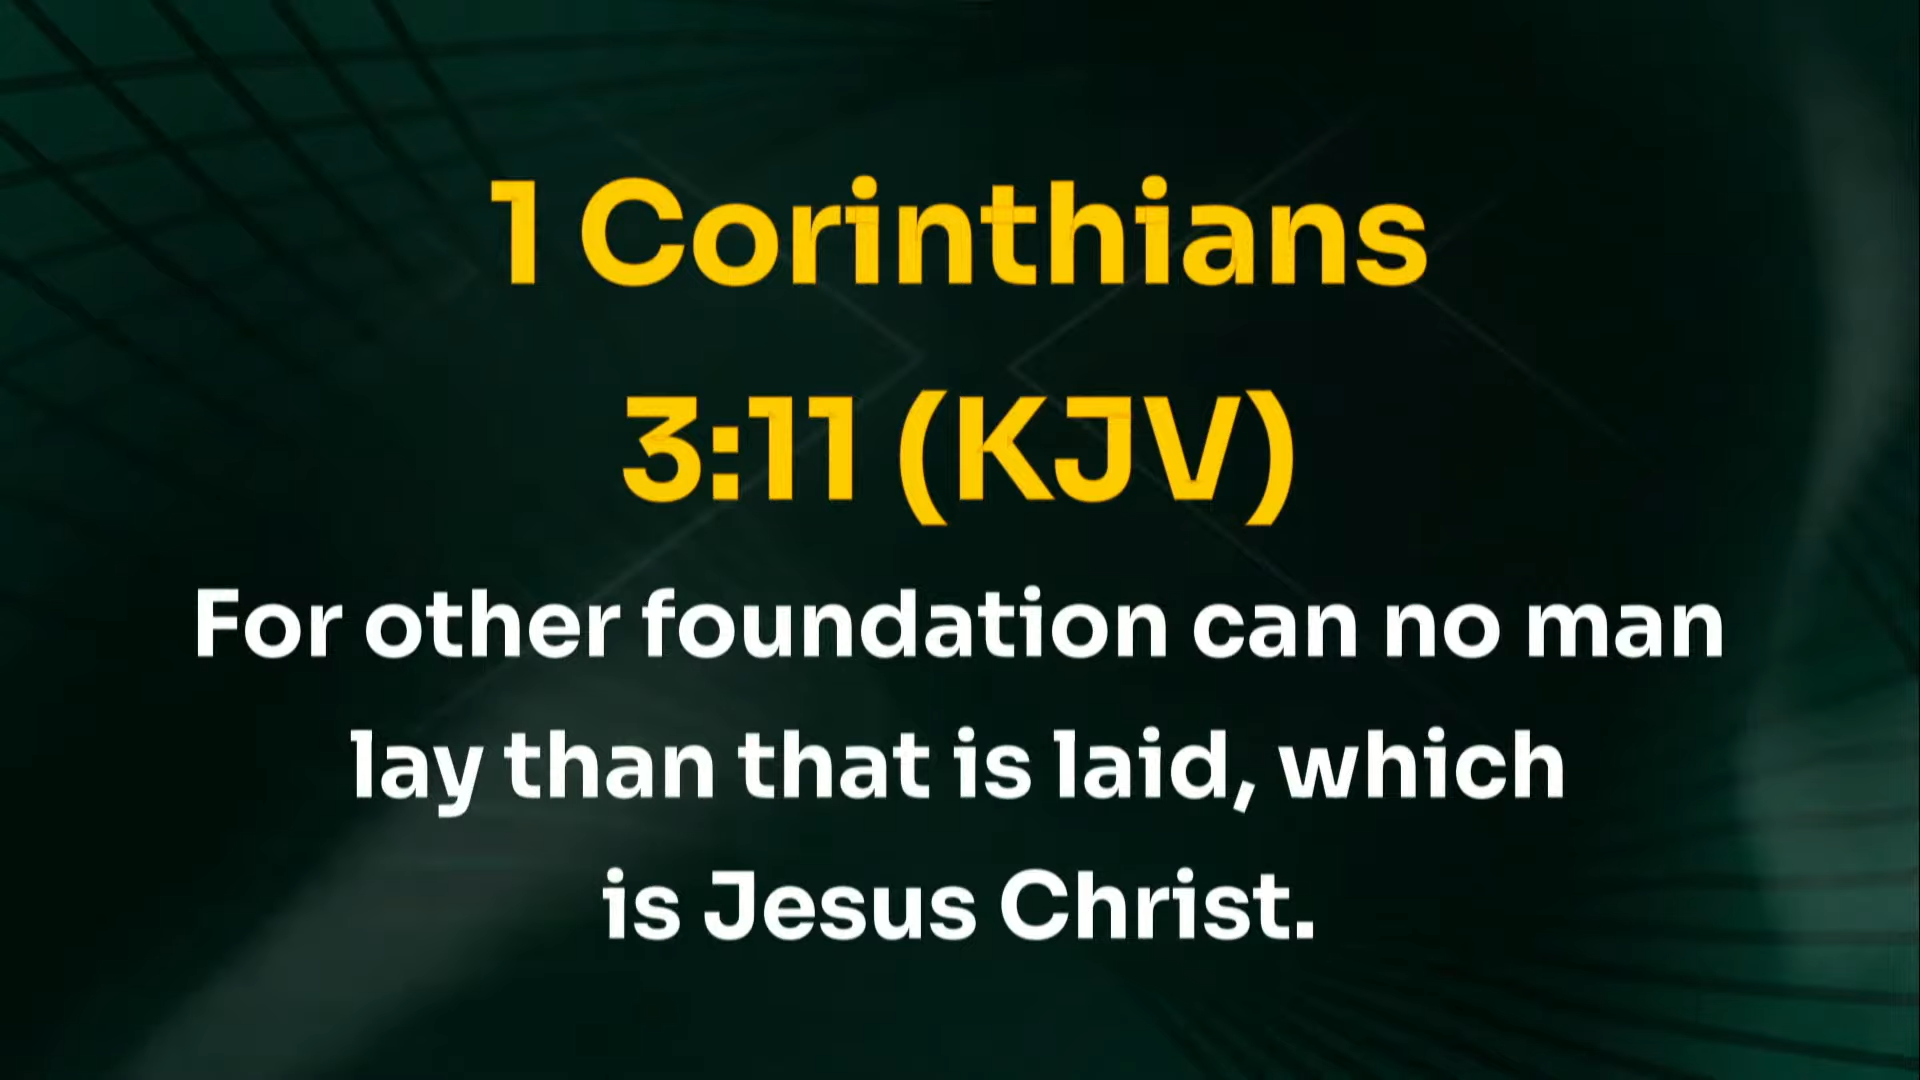 1 Corinthians
3:11 (KJV)
For other foundation can no man
lay than that is laid, which
is Jesus Christ.